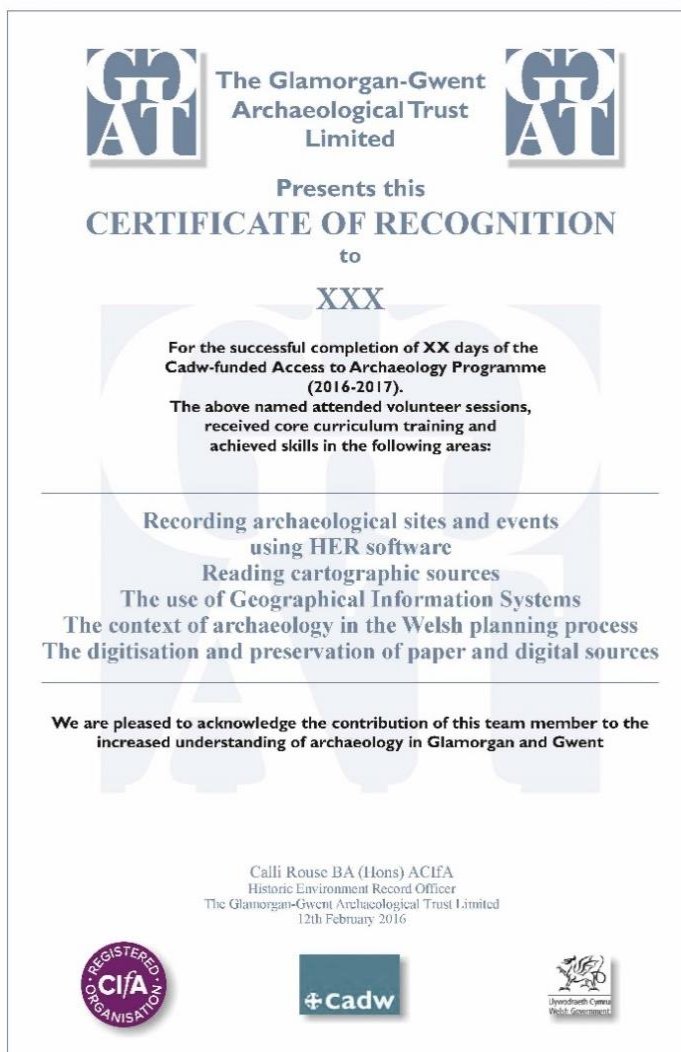 GGAT
The Glamorgan-Gwent
Archaeological Trust
Limited
GGAT
Presents this
CERTIFICATE OF RECOGNITION
to
XXX
For the successful completion of XX days of the
Cadw-funded Access to Archaeology Programme
(2016-2017).
The above named attended volunteer sessions,
received core curriculum training and
achieved skills in the following areas:
Recording archaeological sites and events
using HER software
Reading cartographic sources
The use of Geographical Information Systems
The context of archaeology in the Welsh planning process
The digitisation and preservation of paper and digital sources
We are pleased to acknowledge the contribution of this team member to the
increased understanding of archaeology in Glamorgan and Gwent
Calli Rouse BA (Hons) ACIfA
Historic Environment Record Officer
The Glamorgan-Gwent Archaeological Trust Limited
12th February 2016
REGISTERED
CIfA
ORGANISATION
Cadw
Llywodraeth Cymru
Welsh Government